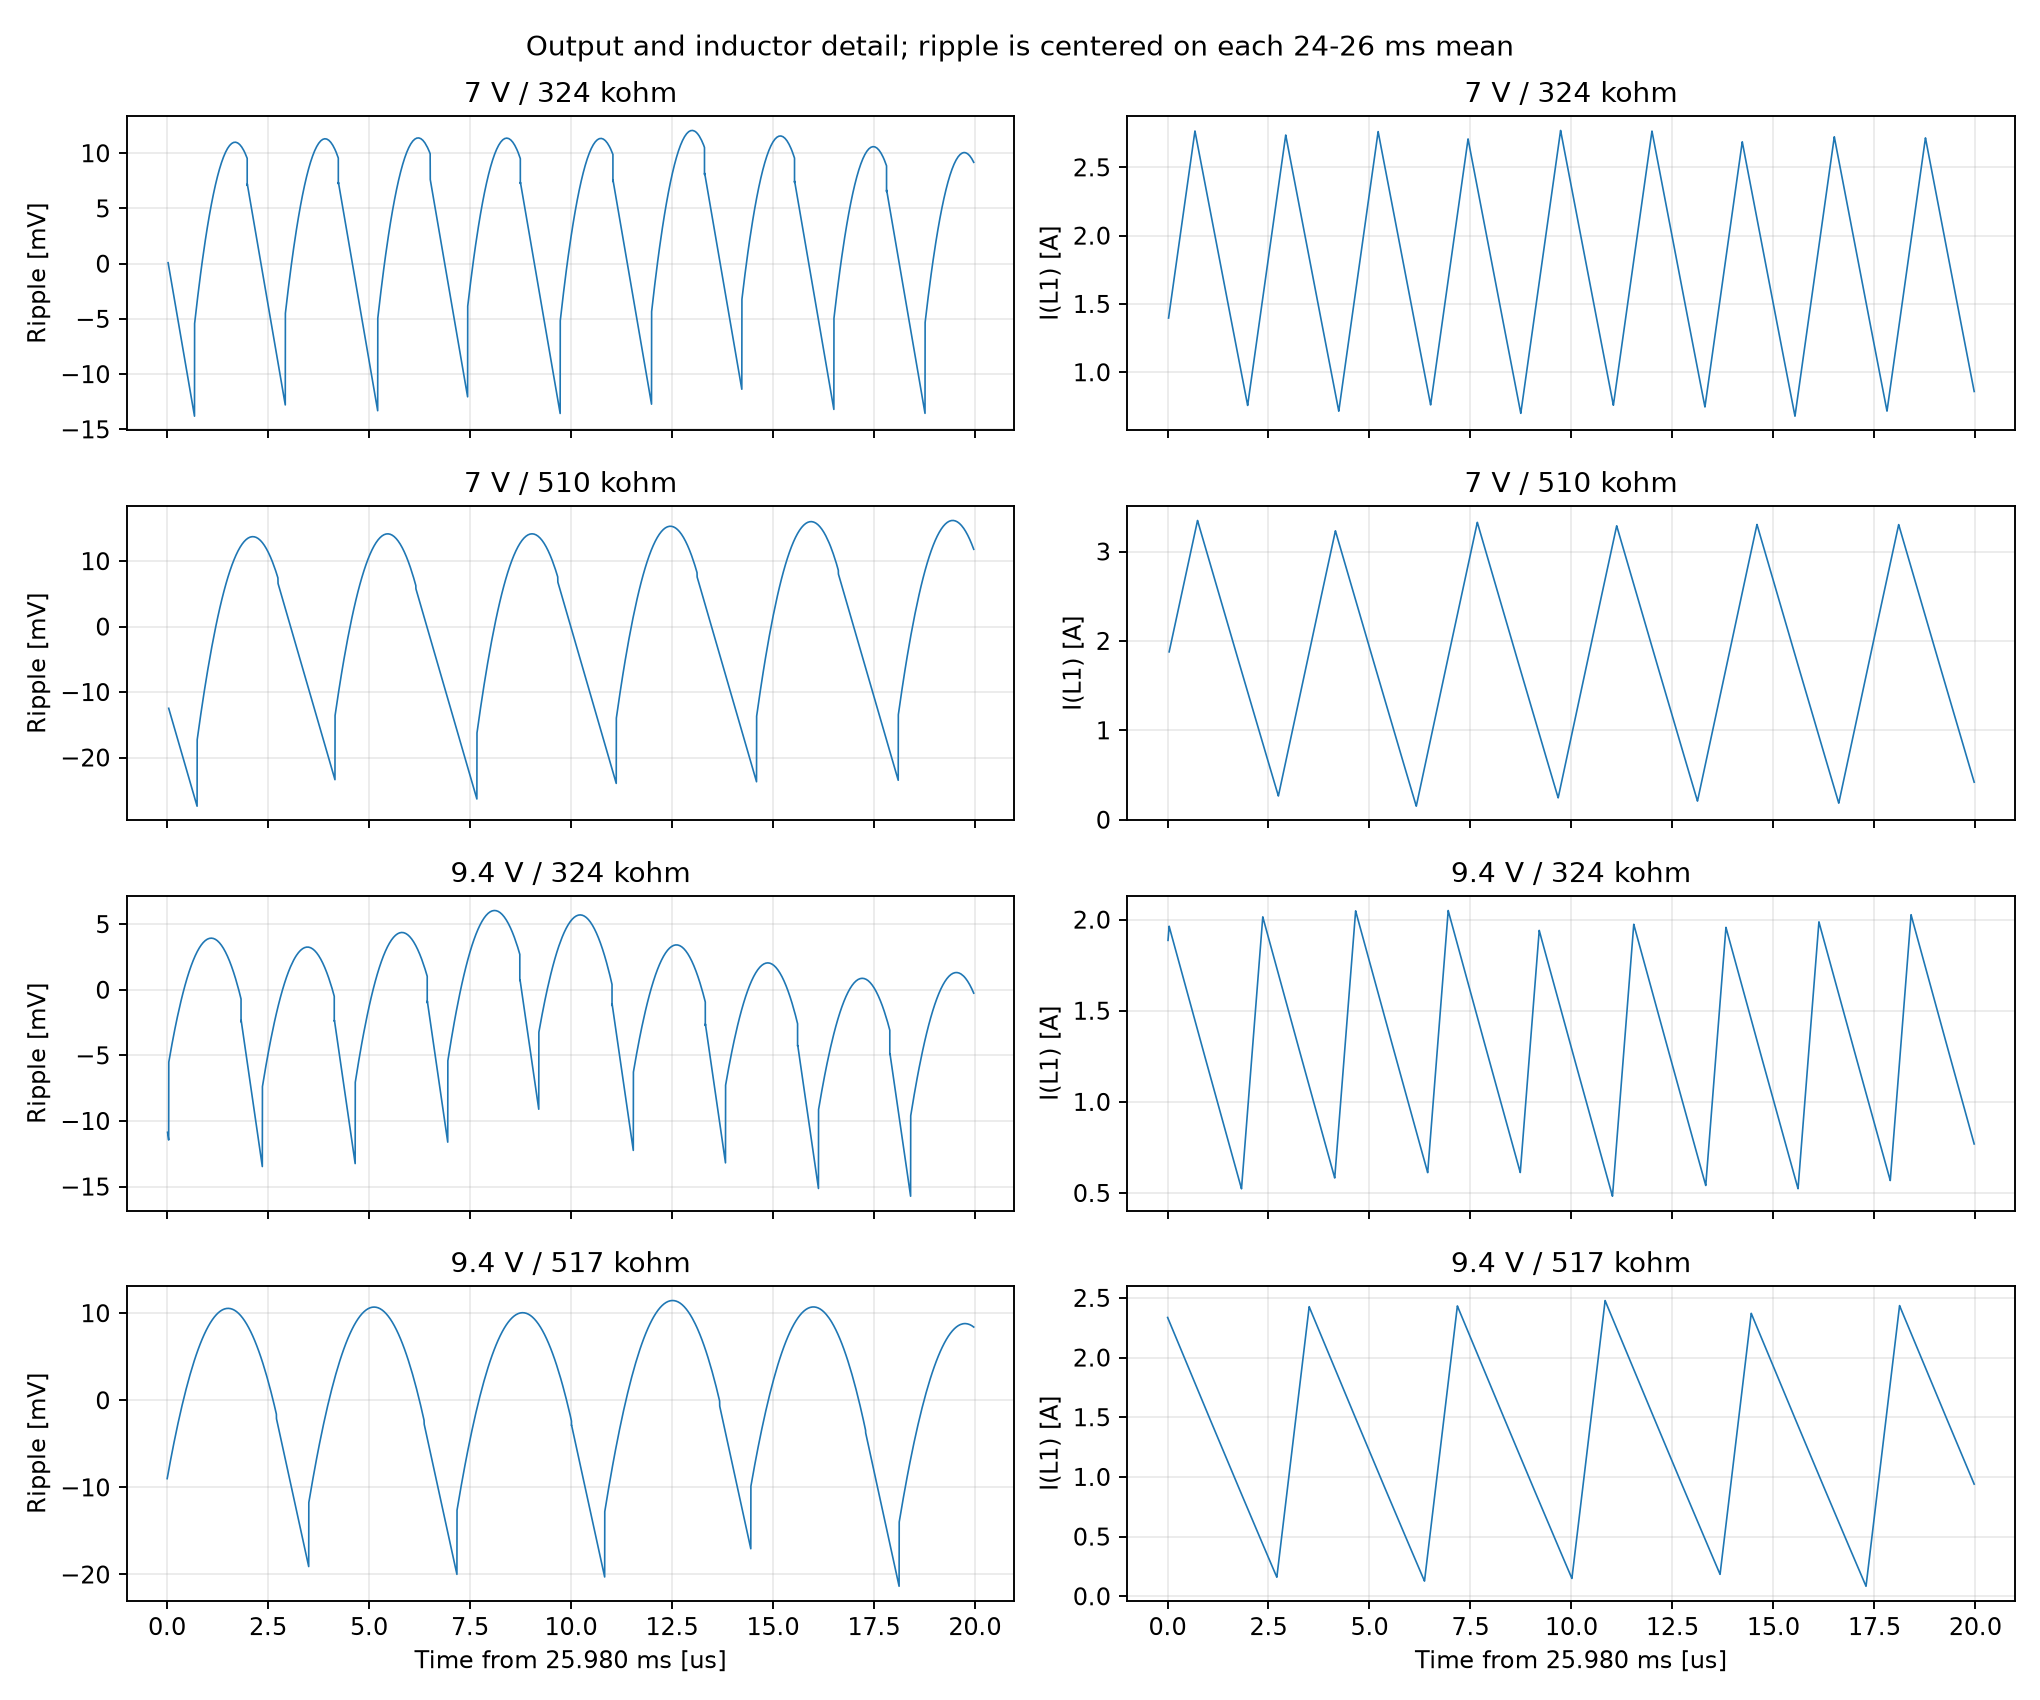 Output and inductor detail; ripple is centered on each 24-26 ms mean
7 V / 324 kohm
7 V / 324 kohm
Ripple [mV]
10
5
0
−5
−10
−15
I(L1) [A]
2.5
2.0
1.5
1.0
7 V / 510 kohm
7 V / 510 kohm
Ripple [mV]
10
0
−10
−20
I(L1) [A]
3
2
1
0
9.4 V / 324 kohm
9.4 V / 324 kohm
Ripple [mV]
5
0
−5
−10
−15
I(L1) [A]
2.0
1.5
1.0
0.5
9.4 V / 517 kohm
9.4 V / 517 kohm
Ripple [mV]
10
0
−10
−20
I(L1) [A]
2.5
2.0
1.5
1.0
0.5
0.0
0.0 2.5 5.0 7.5 10.0 12.5 15.0 17.5 20.0
0.0 2.5 5.0 7.5 10.0 12.5 15.0 17.5 20.0
Time from 25.980 ms [us]
Time from 25.980 ms [us]